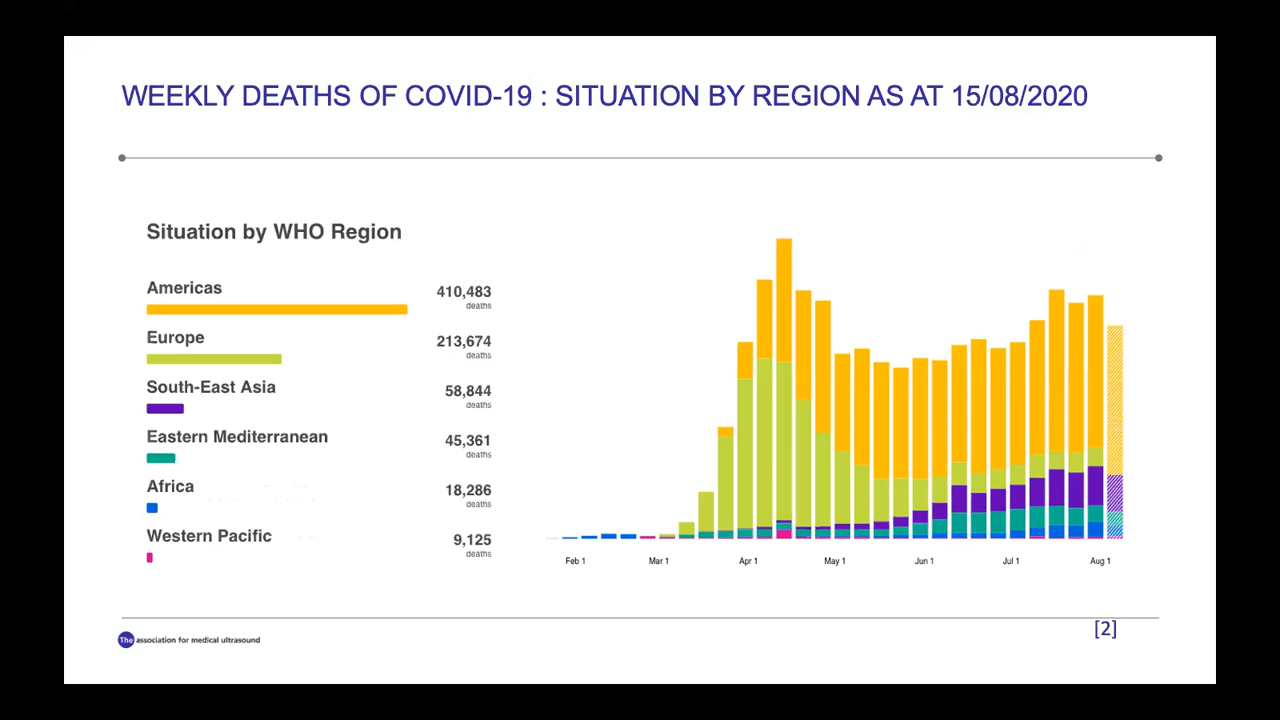 WEEKLY DEATHS OF COVID-19 : SITUATION BY REGION AS AT 15/08/2020
Situation by WHO Region
Americas
410,483
deaths
Europe
213,674
deaths
South-East Asia
58,844
deaths
Eastern Mediterranean
45,361
deaths
Africa
18,286
deaths
Western Pacific
9,125
deaths
Feb 1
Mar 1
Apr 1
May 1
Jun 1
Jul 1
Aug 1
[2]
The association for medical ultrasound